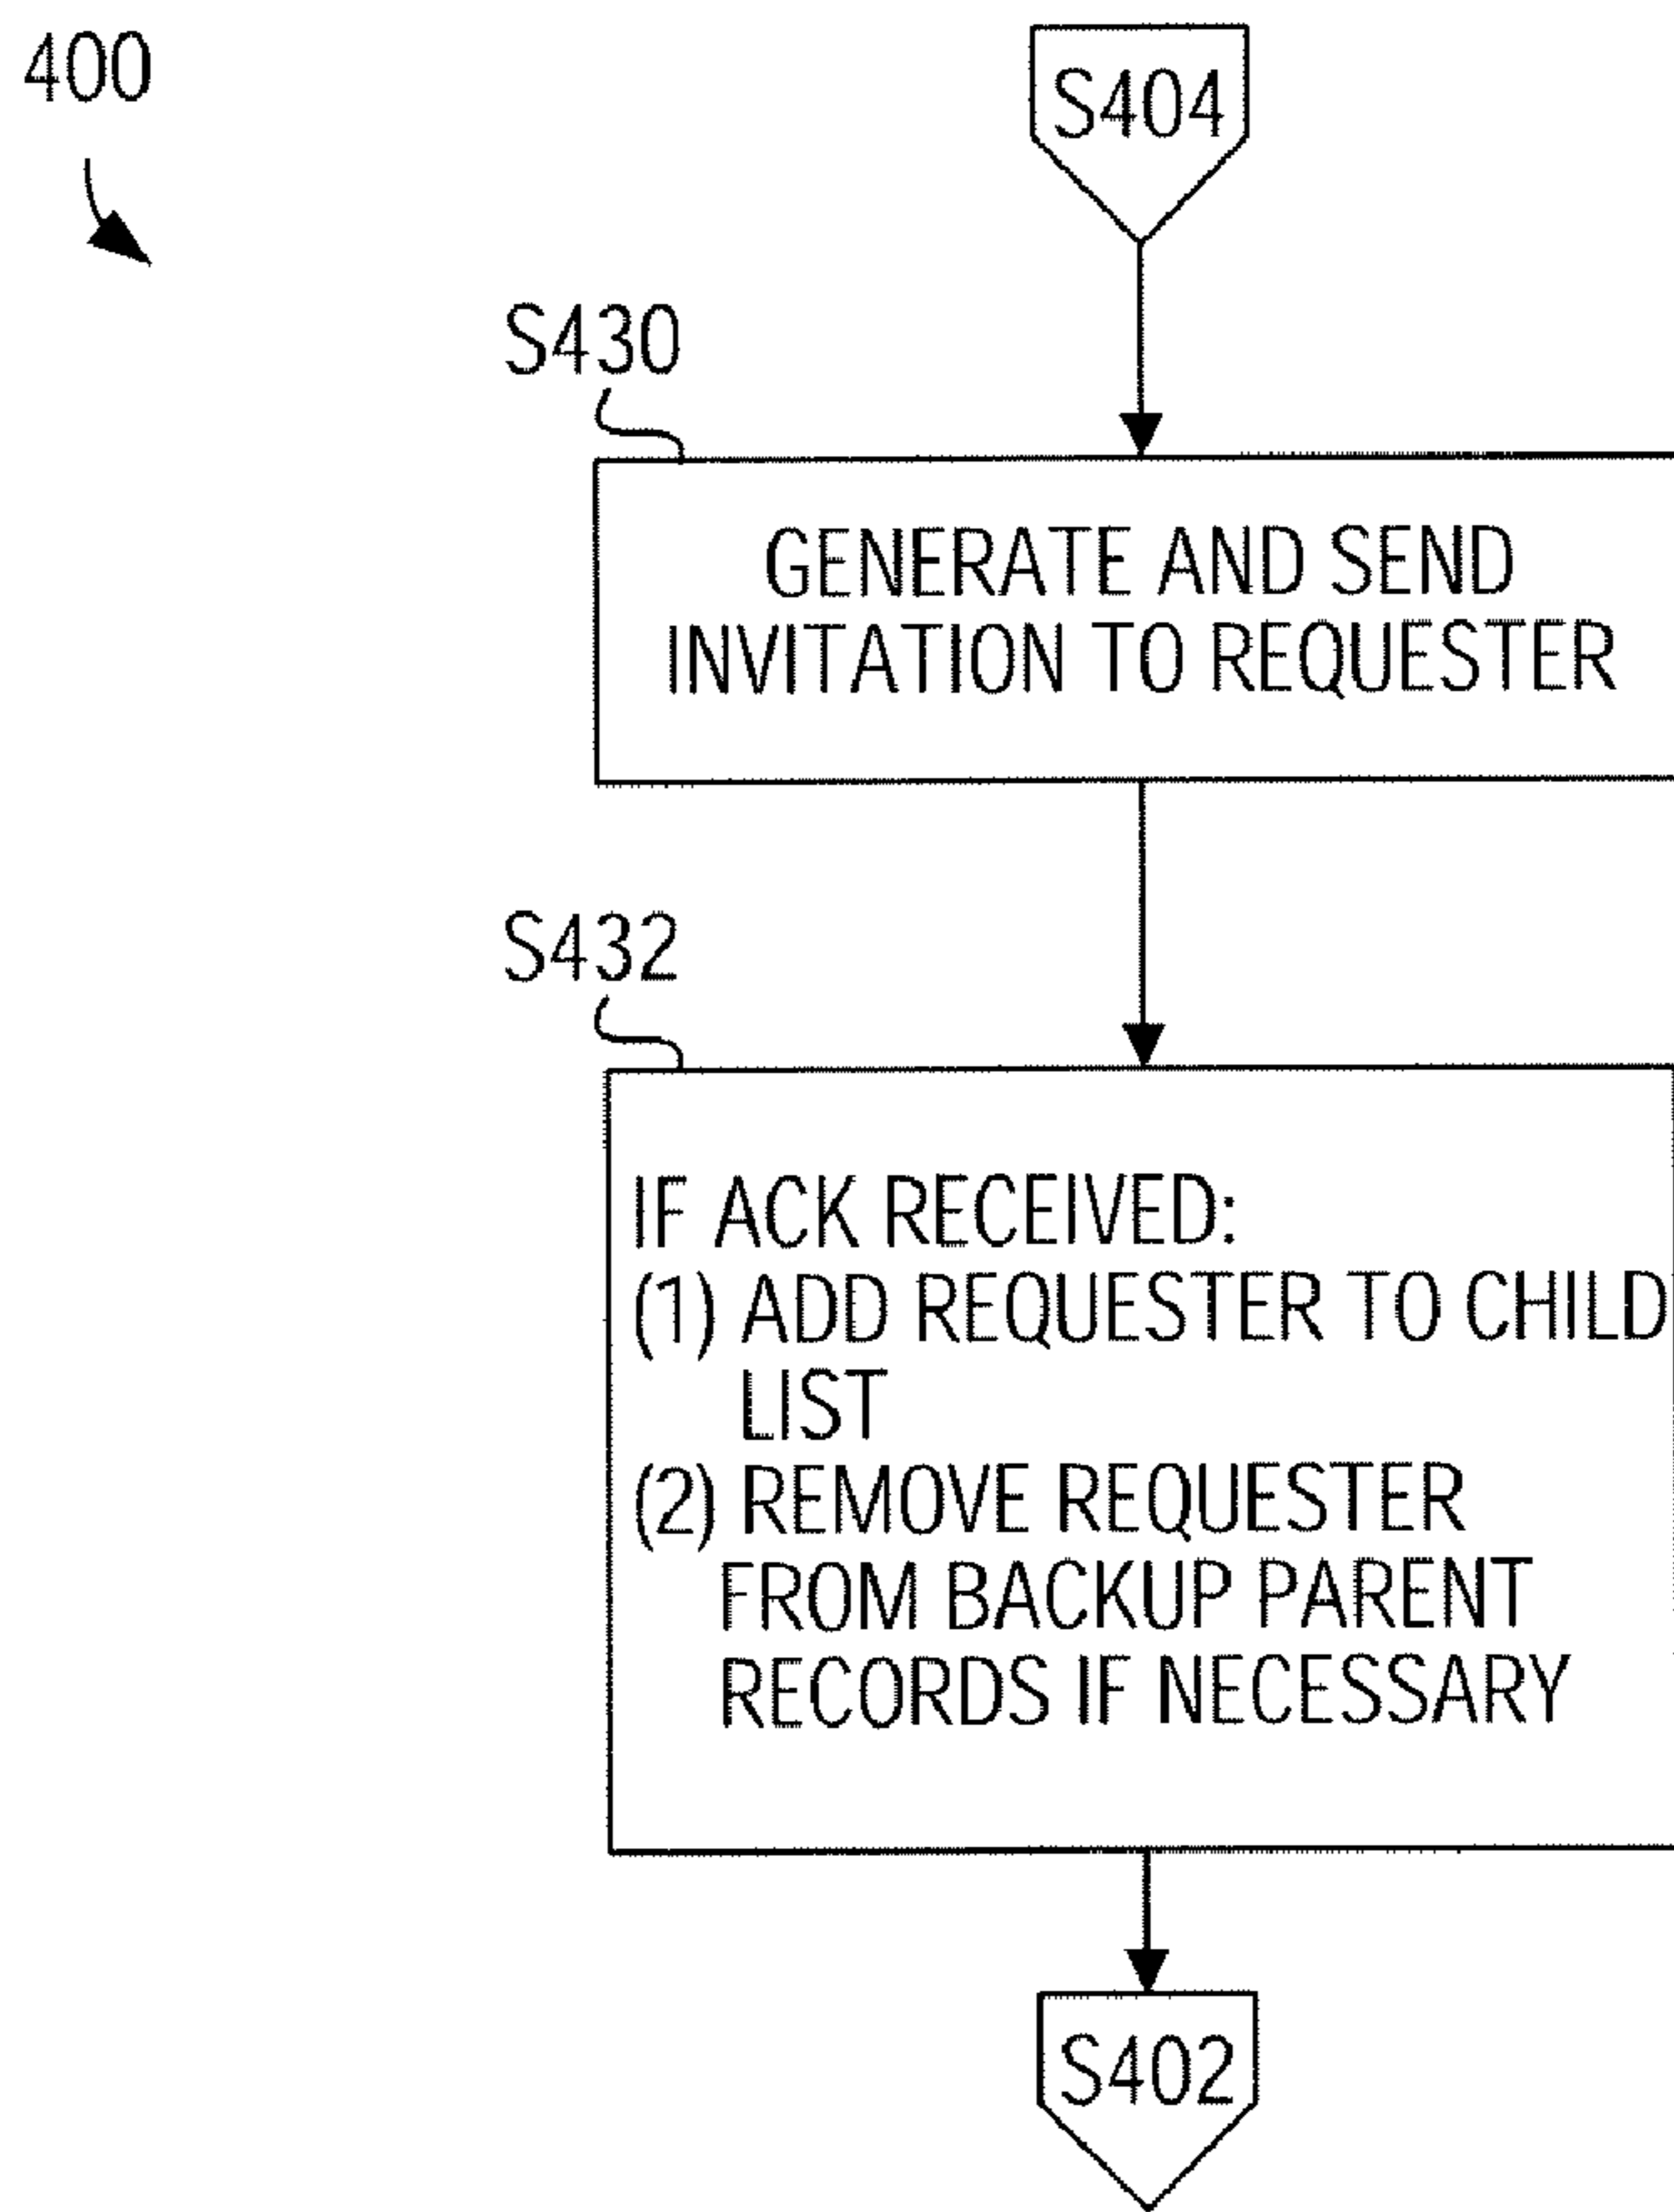 400
S404
S430
GENERATE AND SEND
INVITATION TO REQUESTER
S432
IF ACK RECEIVED:
(1) ADD REQUESTER TO CHILD
LIST
(2) REMOVE REQUESTER
FROM BACKUP PARENT
RECORDS IF NECESSARY
S402